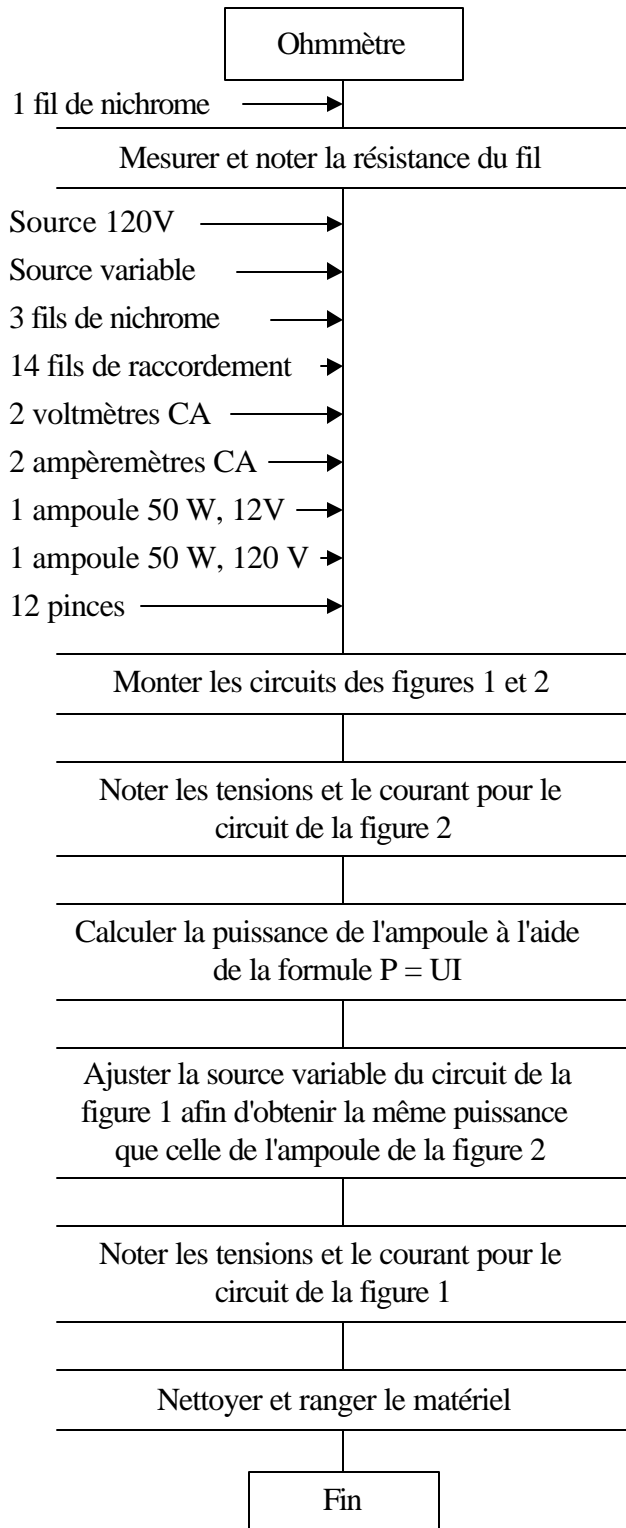 Ohmmètre
1 fil de nichrome
Mesurer et noter la résistance du fil
Source 120V
Source variable
3 fils de nichrome
14 fils de raccordement
2 voltmètres CA
2 ampèremètres CA
1 ampoule 50 W, 12V
1 ampoule 50 W, 120 V
12 pinces
Monter les circuits des figures 1 et 2
Noter les tensions et le courant pour le
circuit de la figure 2
Calculer la puissance de l'ampoule à l'aide
de la formule P = UI
Ajuster la source variable du circuit de la
figure 1 afin d'obtenir la même puissance
que celle de l'ampoule de la figure 2
Noter les tensions et le courant pour le
circuit de la figure 1
Nettoyer et ranger le matériel
Fin